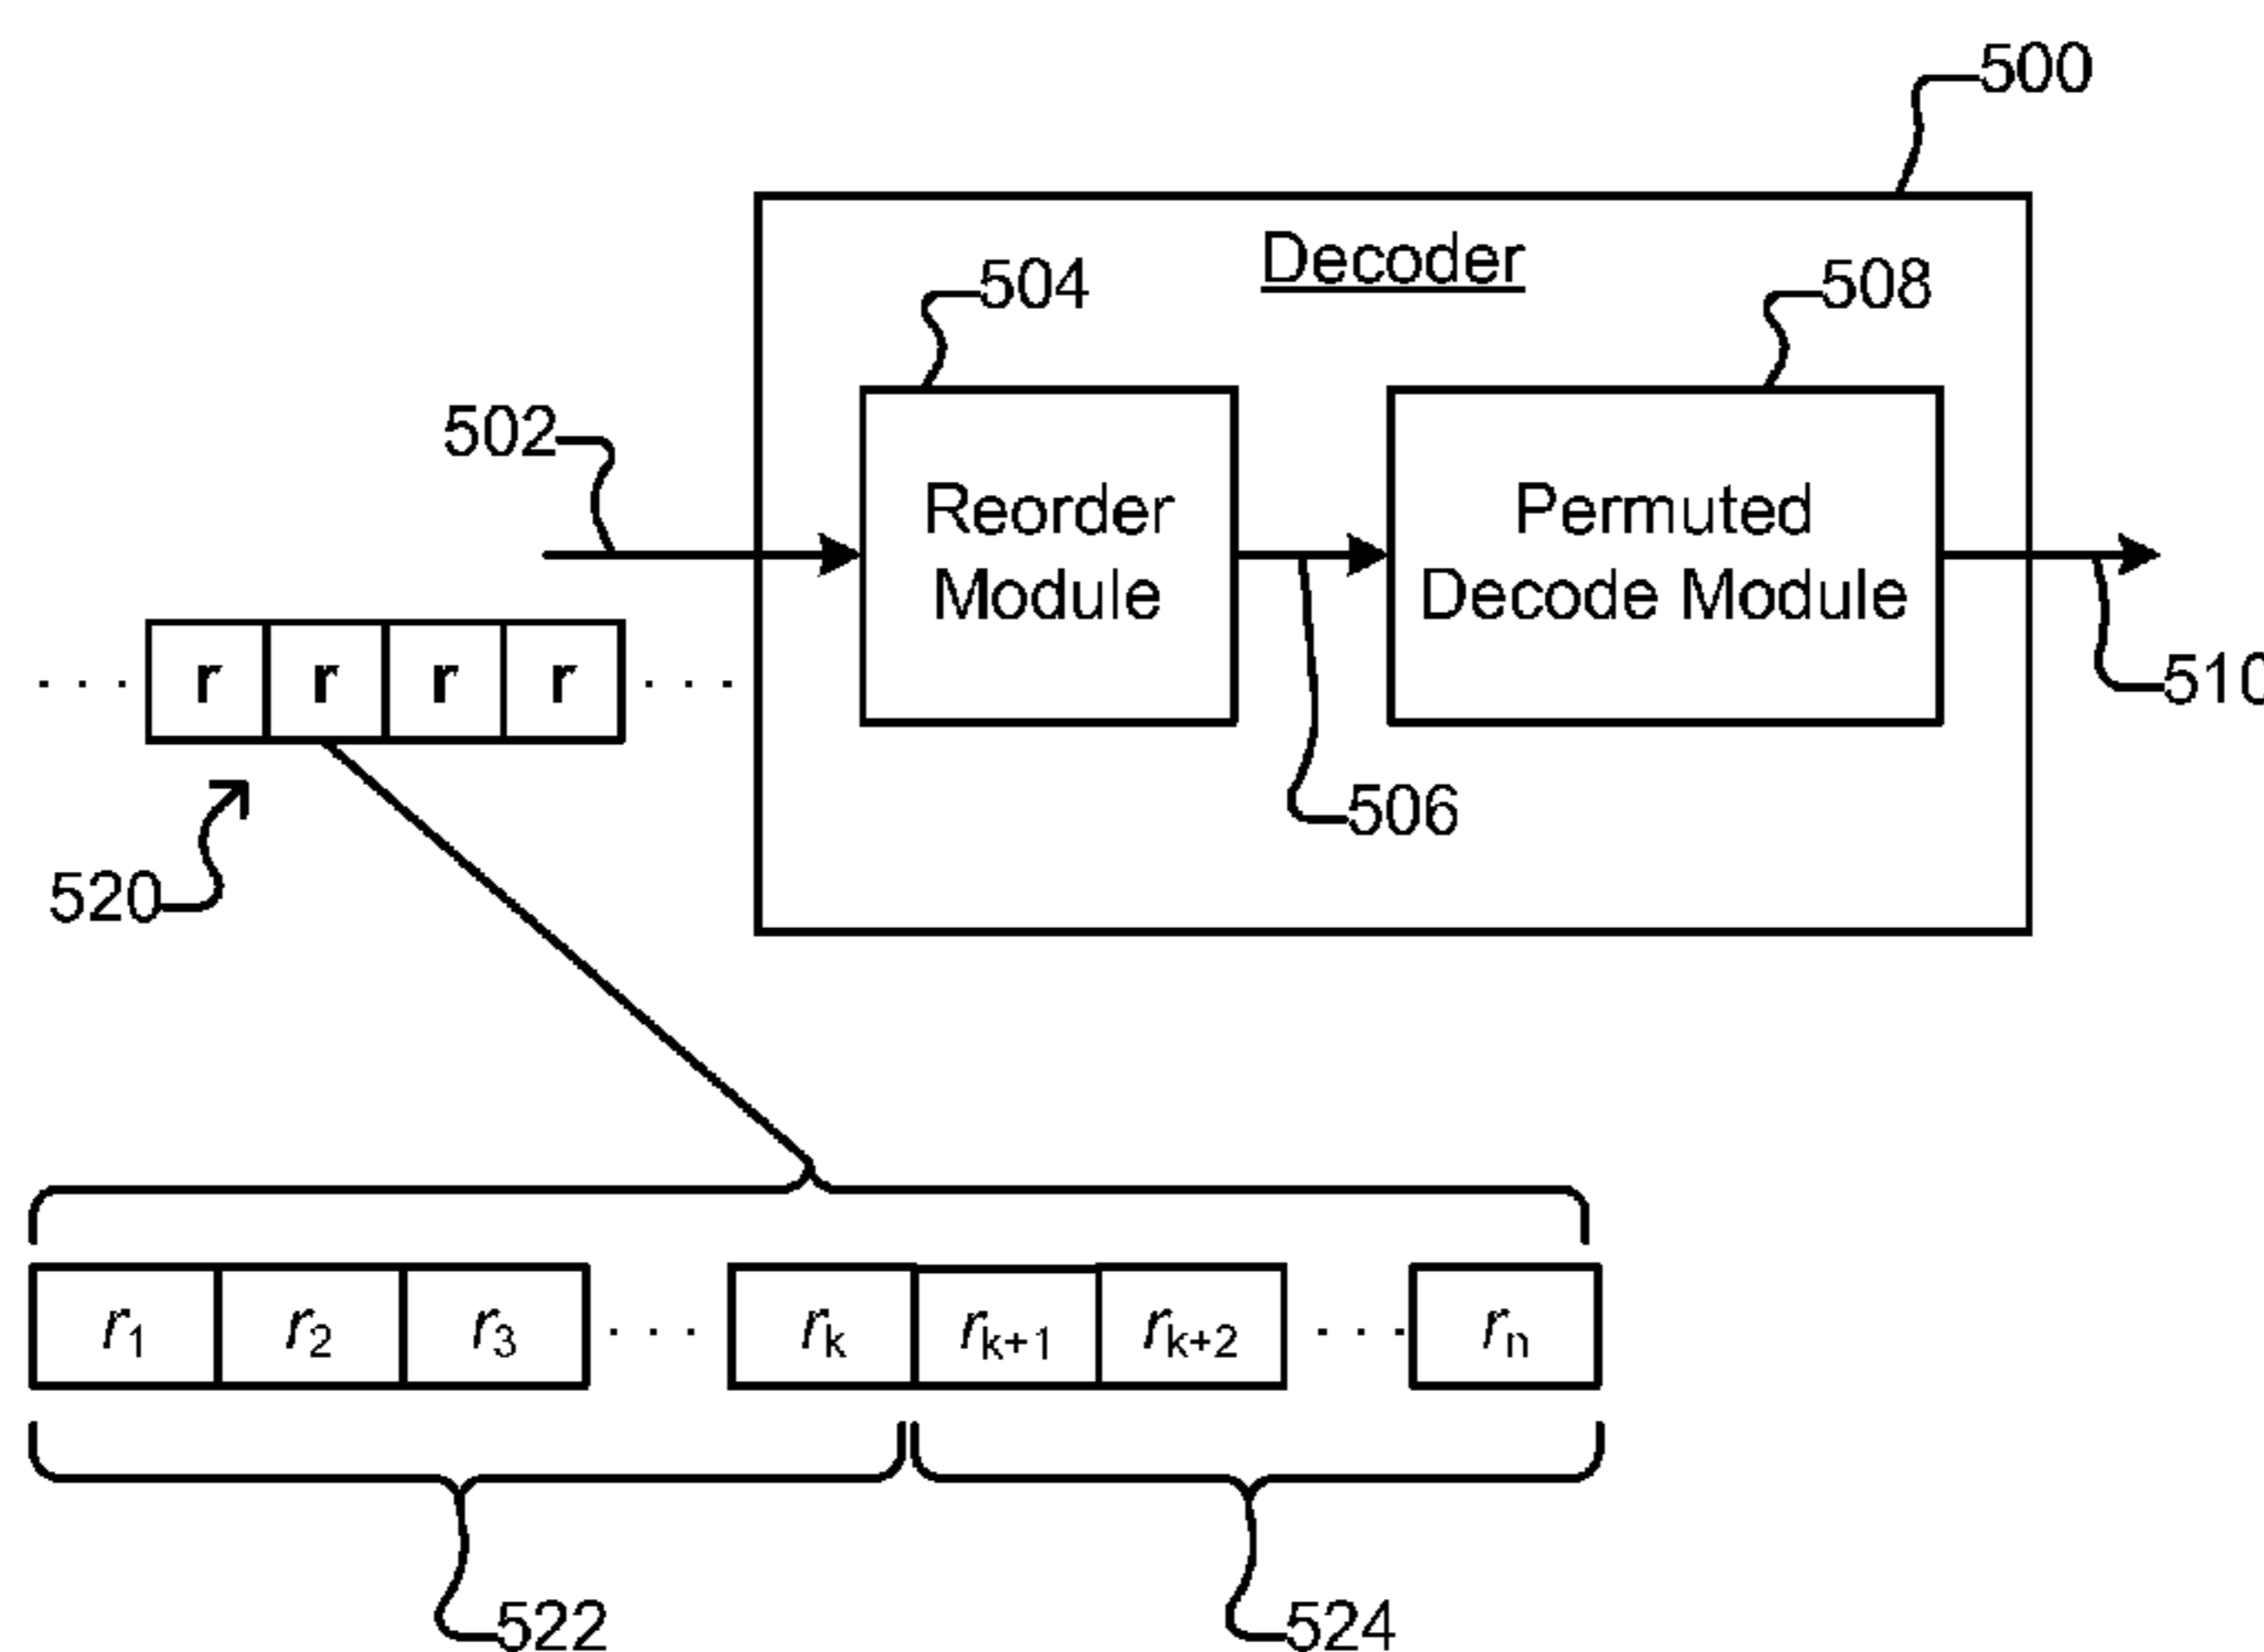 500
Decoder
504
508
502
Reorder
Module
Permuted
Decode Module
· · · r r r r · · ·
510
506
520
r1 r2 r3 · · · rk rk+1 rk+2 · · · rn
522
524